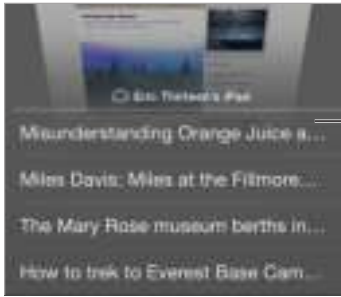 iPad
Misunderstanding Orange Juice a...
Miles Davis: Miles at the Fillmore...
The Mary Rose museum berths in...
How to trek to Everest Base Cam...